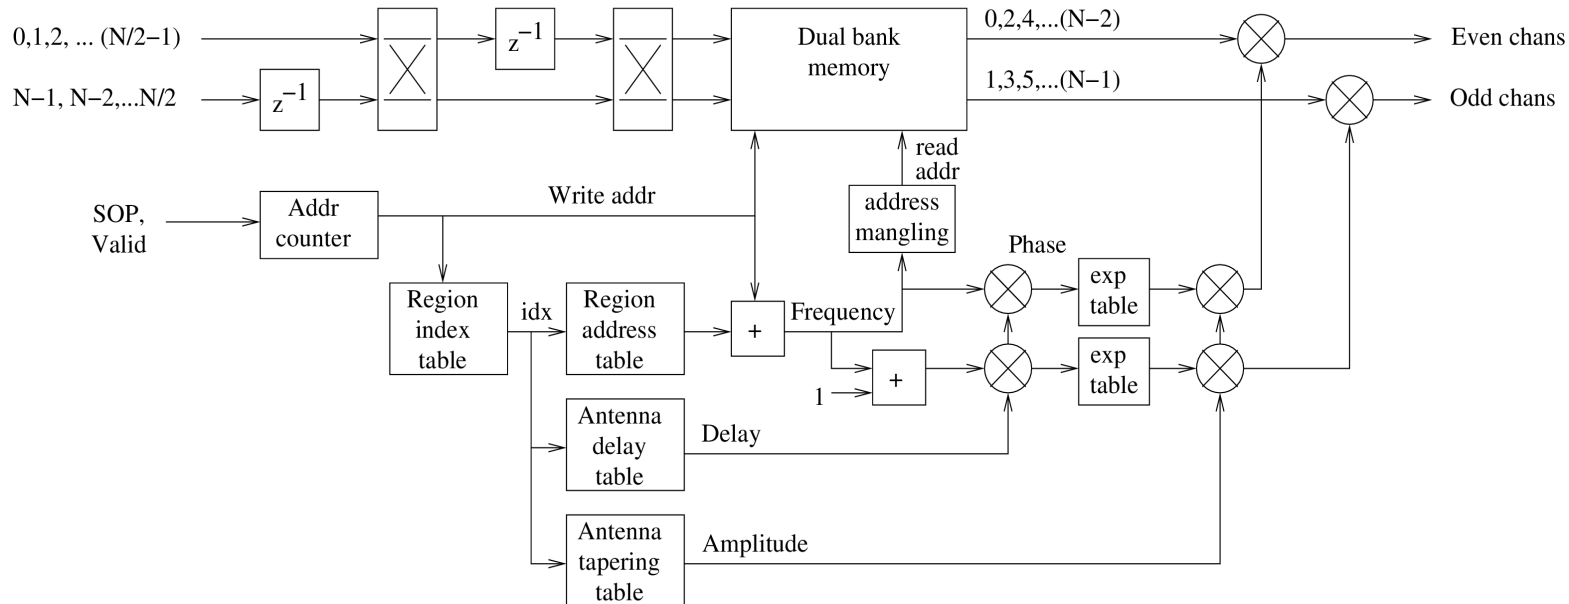 0,1,2, ... (N/2−1)
N−1, N−2,...N/2
z−1
z−1
Dual bank
memory
0,2,4,...(N−2)
1,3,5,...(N−1)
Even chans
Odd chans
SOP,
Valid
Addr
counter
Write addr
read
addr
address
mangling
Phase
Region
index
table
idx
Region
address
table
+
Frequency
1
+
exp
table
exp
table
Antenna
delay
table
Delay
Antenna
tapering
table
Amplitude